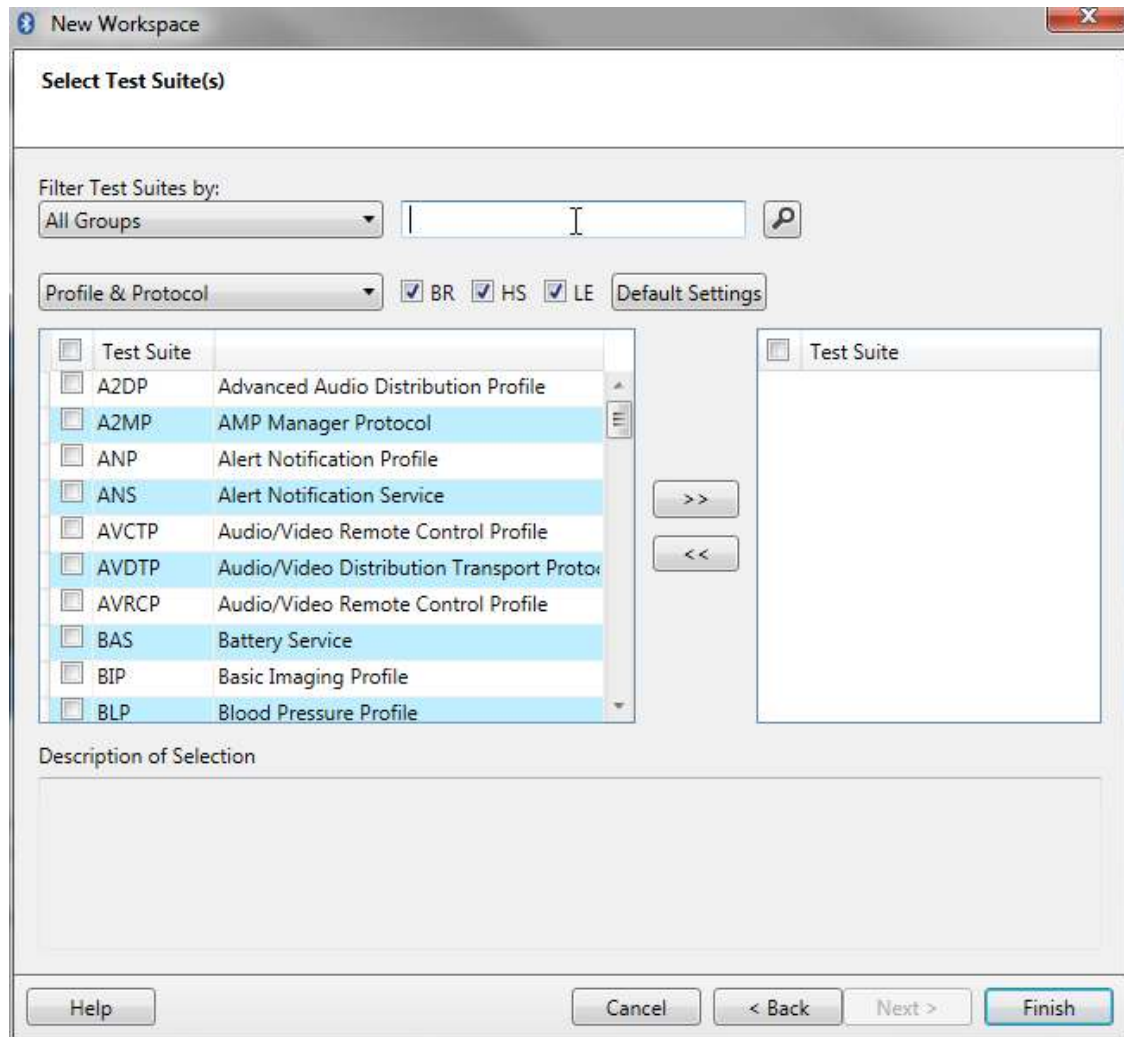 New Workspace
Select Test Suite(s)
Filter Test Suites by:
All Groups
Profile & Protocol BR HS LE Default Settings
Test Suite Test Suite
A2DP Advanced Audio Distribution Profile
A2MP AMP Manager Protocol
ANP Alert Notification Profile
ANS Alert Notification Service
>>
AVCTP Audio/Video Remote Control Profile
<<
AVDTP Audio/Video Distribution Transport Protoc
AVRCP Audio/Video Remote Control Profile
BAS Battery Service
BIP Basic Imaging Profile
BLP Blood Pressure Profile
Description of Selection
Help Cancel < Back Next > Finish